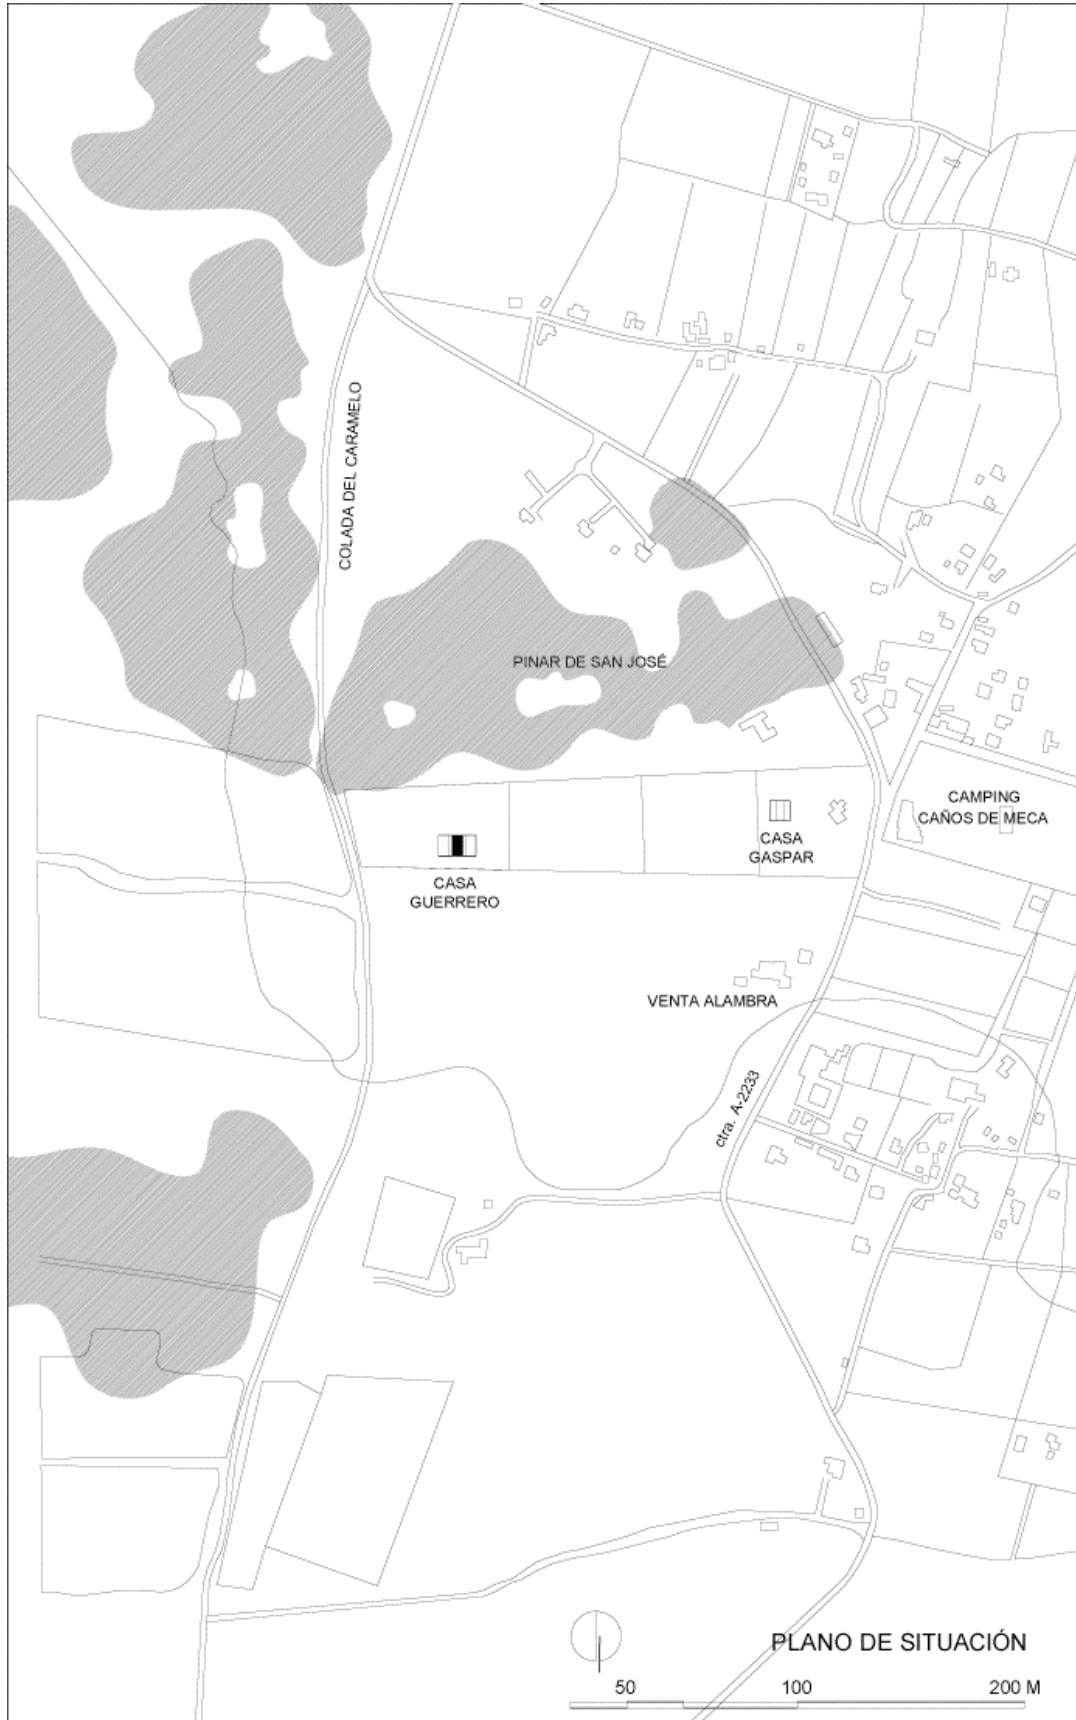 COLADA DEL CARAMELO
PINAR DE SAN JOSÉ
CAMPING
CAÑOS DE MECA
CASA
GASPAR
CASA
GUERRERO
VENTA ALAMBRA
ctra. A-2233
PLANO DE SITUACIÓN
50 100 200 M